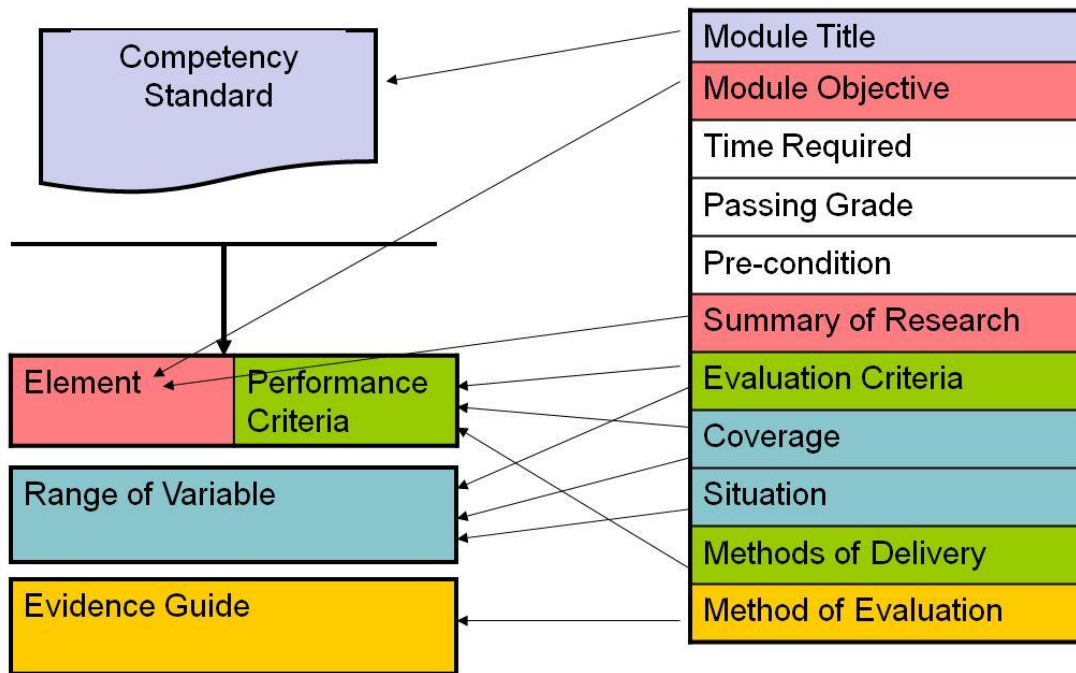 Competency
Standard
Element
Performance
Criteria
Range of Variable
Evidence Guide
Module Title
Module Objective
Time Required
Passing Grade
Pre-condition
Summary of Research
Evaluation Criteria
Coverage
Situation
Methods of Delivery
Method of Evaluation